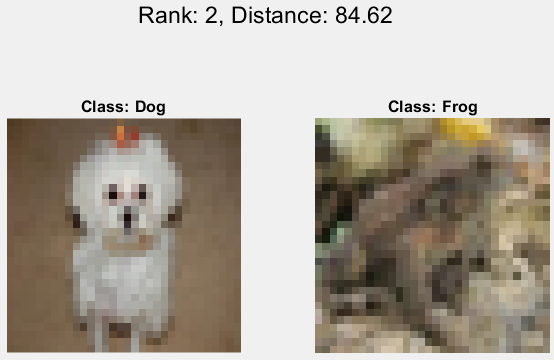 Rank: 2, Distance: 84.62
Class: Dog
Class: Frog